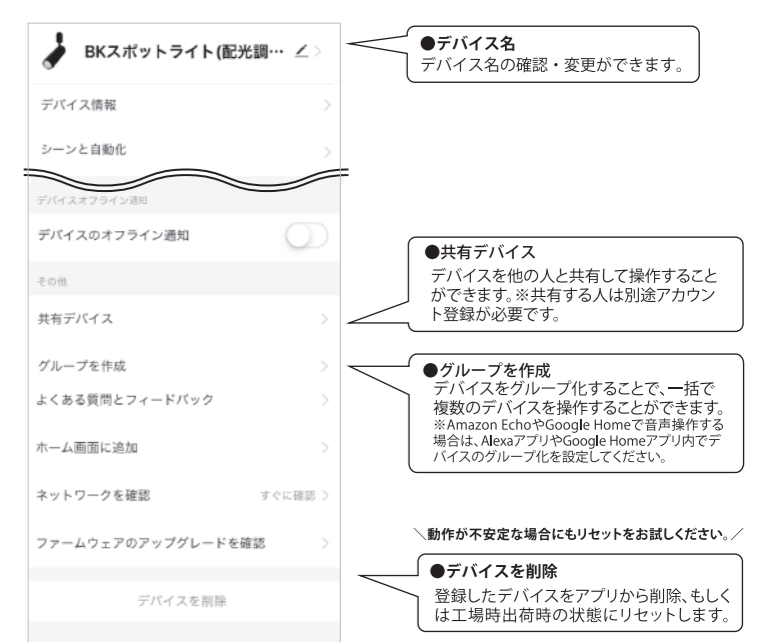 BKスポットライト(配光調…
デバイス情報
シーンと自動化
デバイスオフライン通知
デバイスのオフライン通知
その他
共有デバイス
グループを作成
よくある質問とフィードバック
ホーム画面に追加
ネットワークを確認 すぐに確認
ファームウェアのアップグレードを確認
デバイスを削除
●デバイス名
デバイス名の確認・変更ができます。
●共有デバイス
デバイスを他の人と共有して操作すること
ができます。※共有する人は別途アカウン
ト登録が必要です。
●グループを作成
デバイスをグループ化することで、一括で
複数のデバイスを操作することができます。
※Amazon EchoやGoogle Homeで音声操作する
場合は、AlexaアプリやGoogle Homeアプリ内でデ
バイスのグループ化を設定してください。
＼動作が不安定な場合にもリセットをお試しください。／
●デバイスを削除
登録したデバイスをアプリから削除、もしく
は工場時出荷時の状態にリセットします。